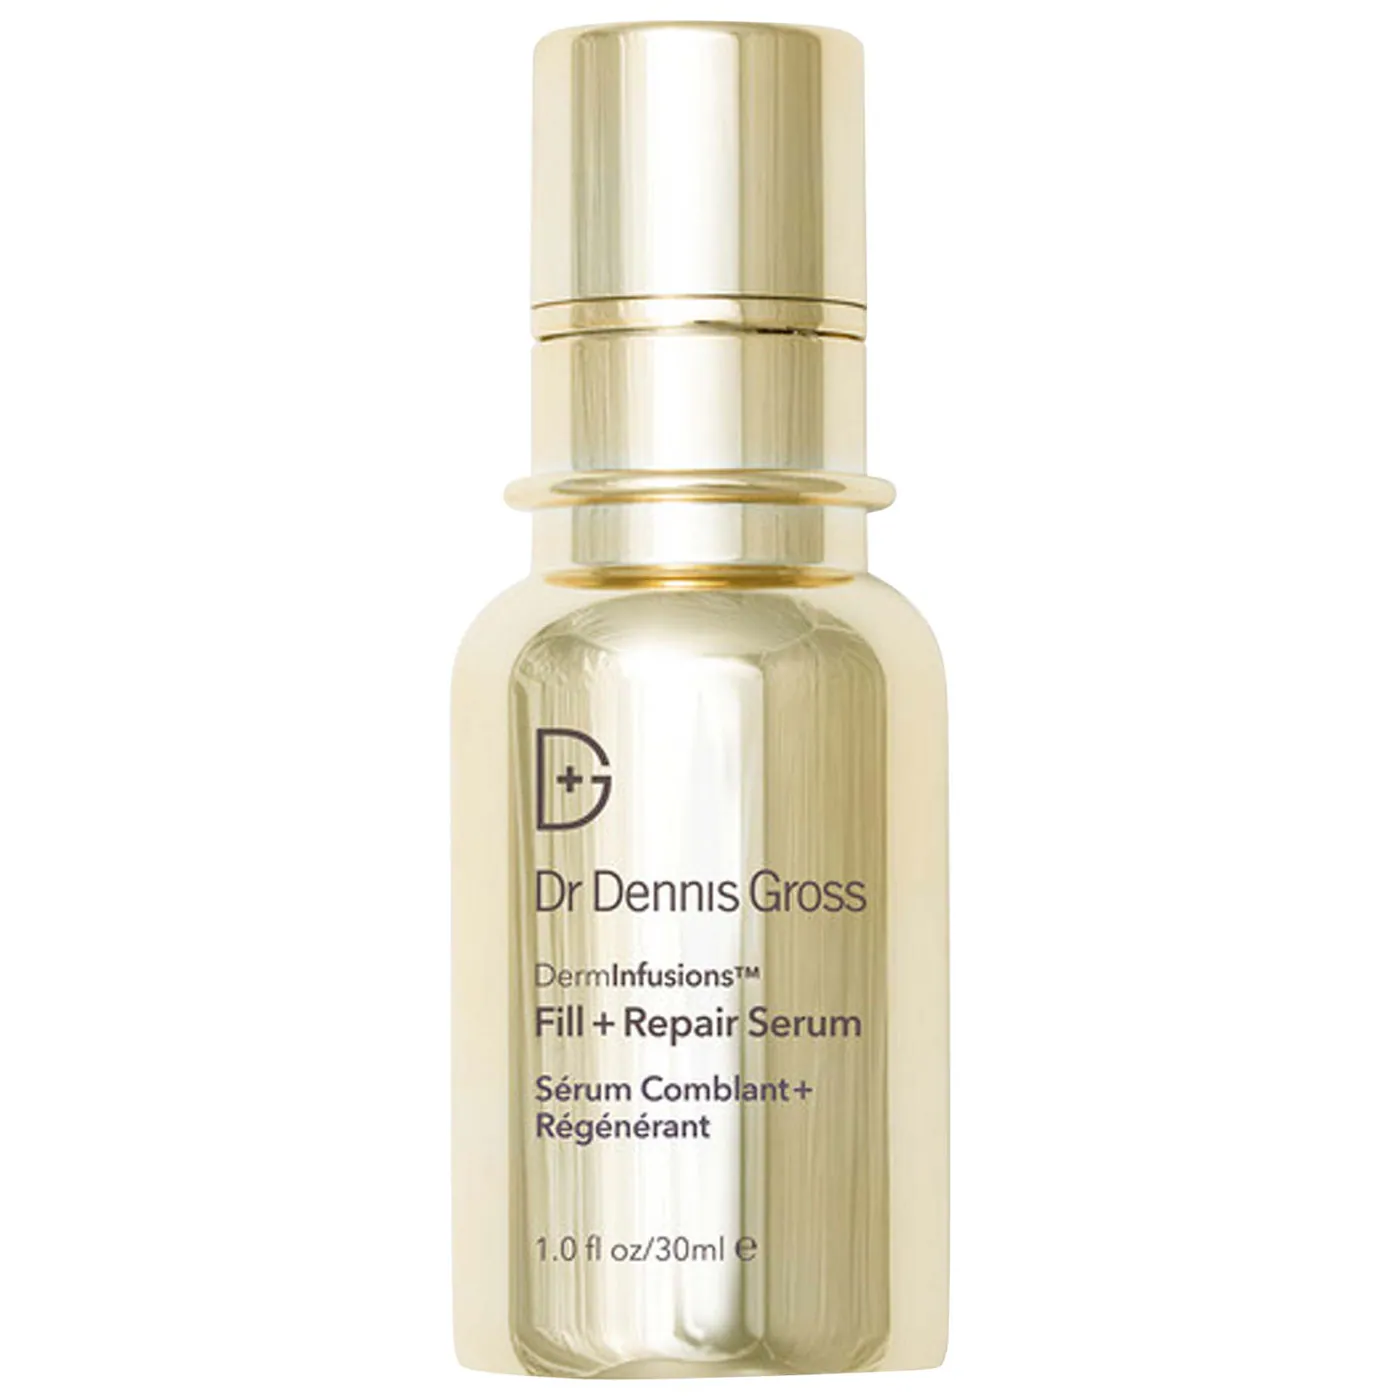 D+G
Dr Dennis Gross
DermInfusions™
Fill + Repair Serum
Sérum Comblant+
Régénérant
1.0 fl oz/30ml ℮